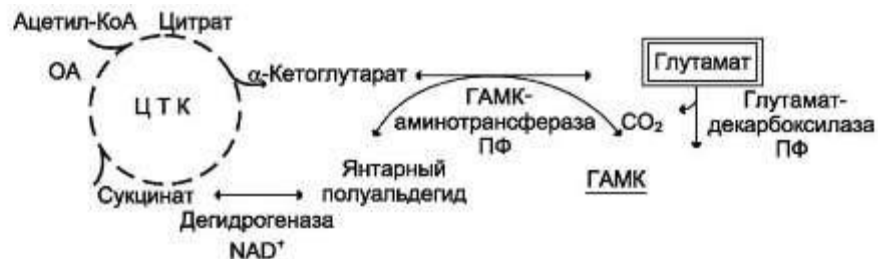 Ацетил-КоА Цитрат
ОА
ЦТК
α-Кетоглутарат
Глутамат
ГАМК-
аминотрансфераза
ПФ
CO₂
Глутамат-
декарбоксилаза
ПФ
Янтарный
полуальдегид
ГАМК
Сукцинат
Дегидрогеназа
NAD⁺